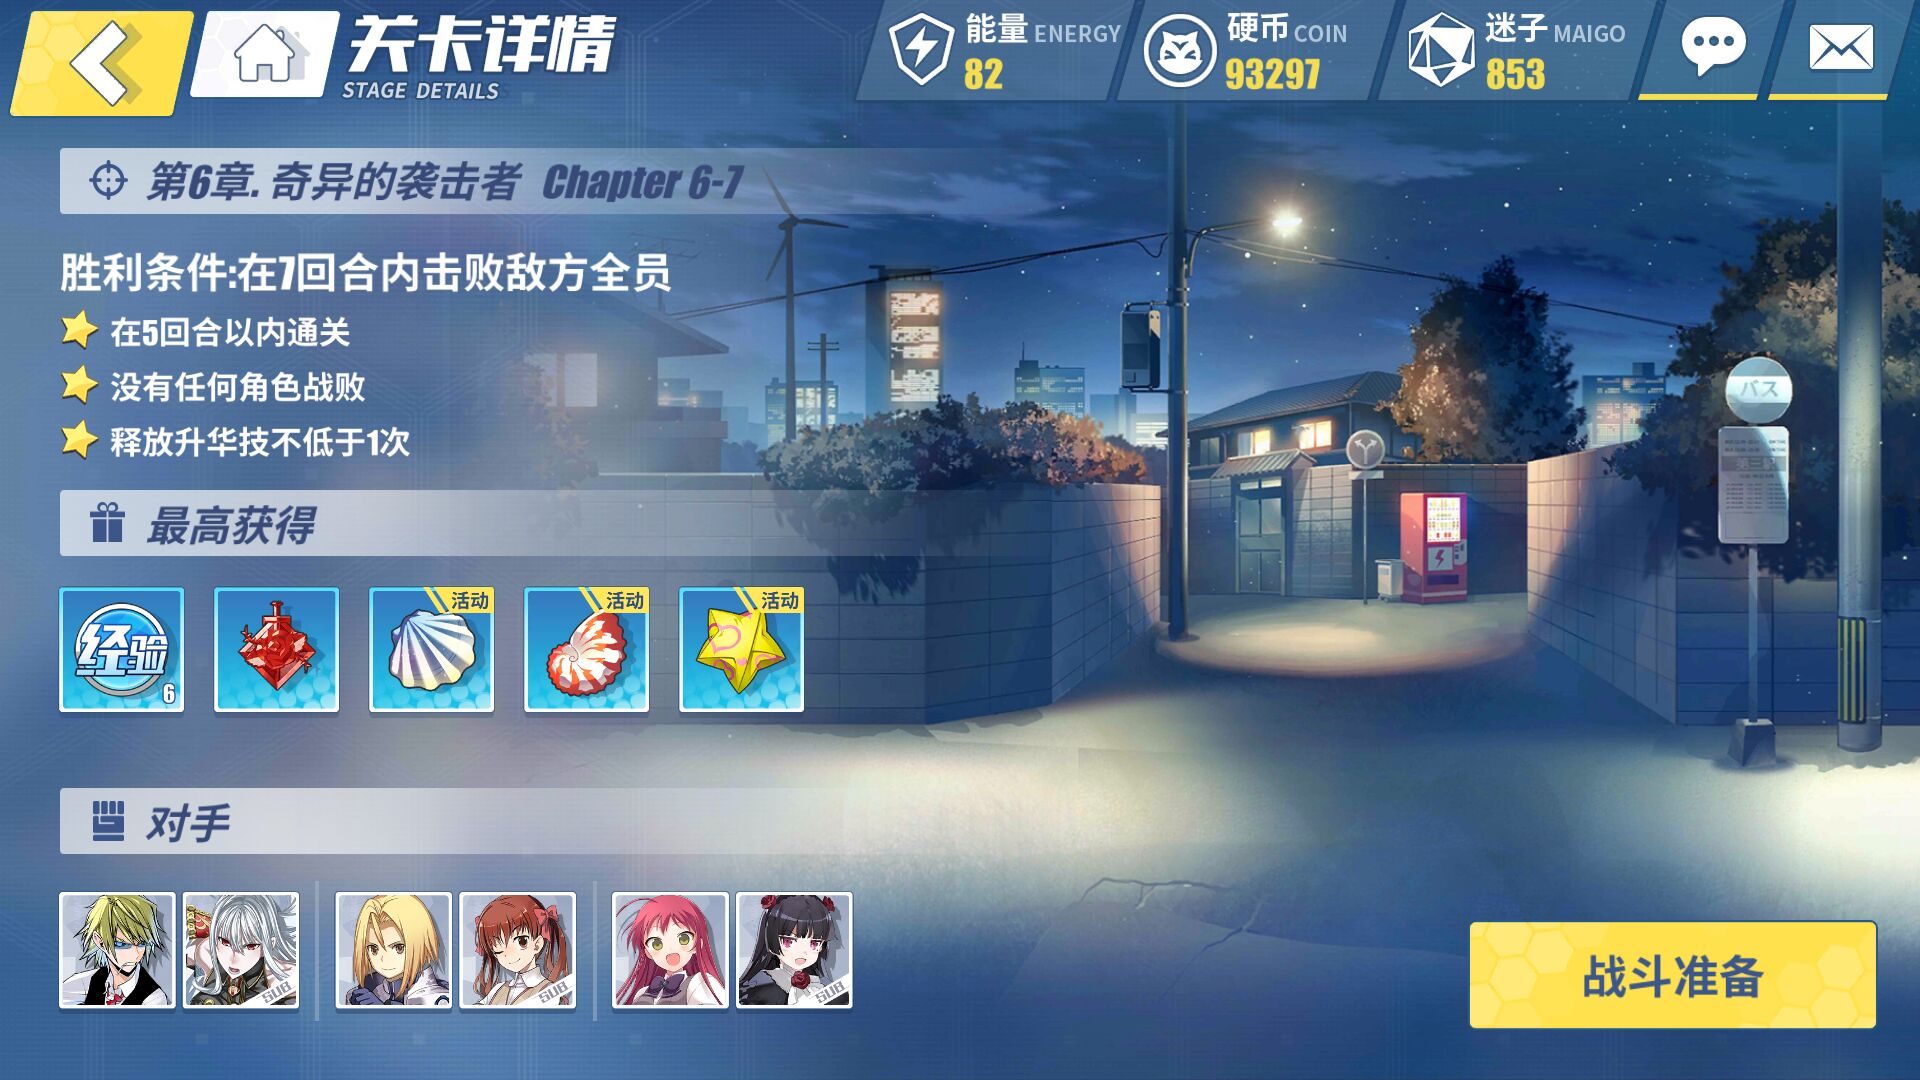 关卡详情
STAGE DETAILS
能量 ENERGY
82
硬币 COIN
93297
迷子 MAIGO
853
第6章. 奇异的袭击者 Chapter 6-7
胜利条件:在7回合内击败敌方全员
在5回合以内通关
没有任何角色战败
释放升华技不低于1次
バス
最高获得
经验
6
活动
活动
活动
对手
SUB
SUB
SUB
战斗准备